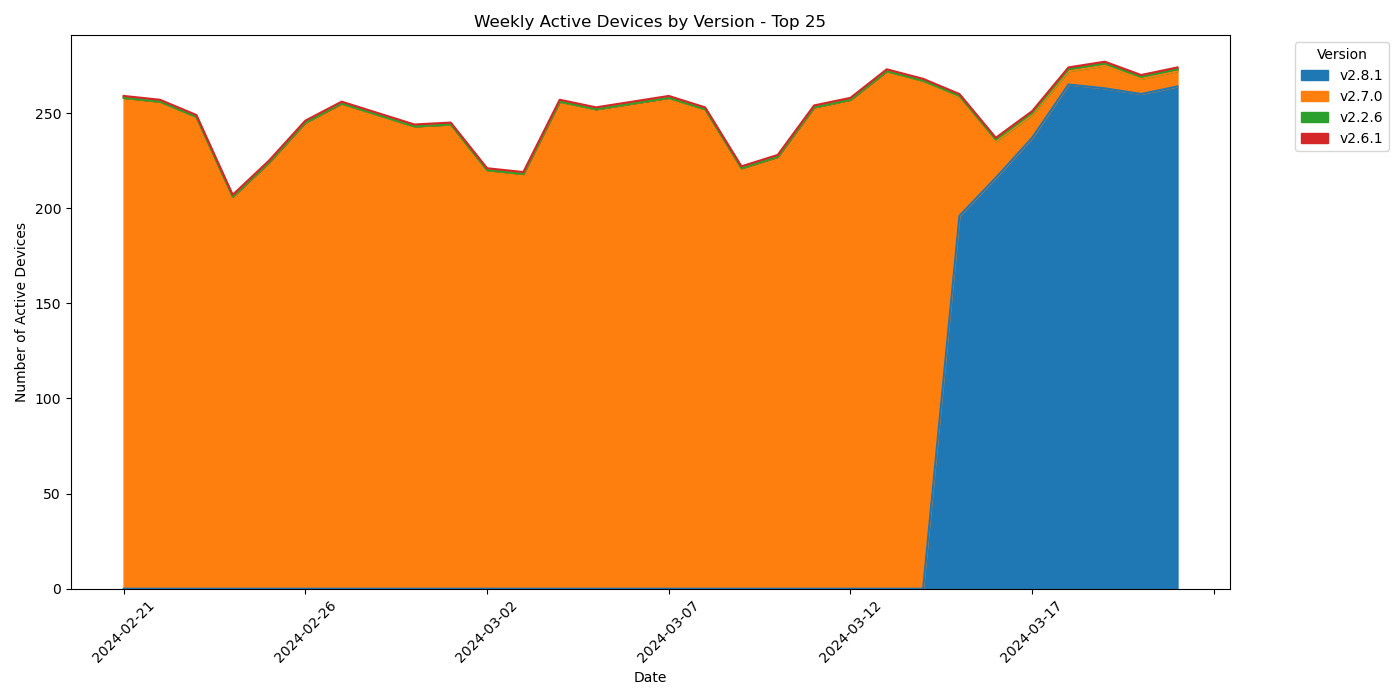 Weekly Active Devices by Version - Top 25
Number of Active Devices
250
200
150
100
50
0
2024-02-21
2024-02-26
2024-03-02
2024-03-07
2024-03-12
2024-03-17
Date
Version
v2.8.1
v2.7.0
v2.2.6
v2.6.1